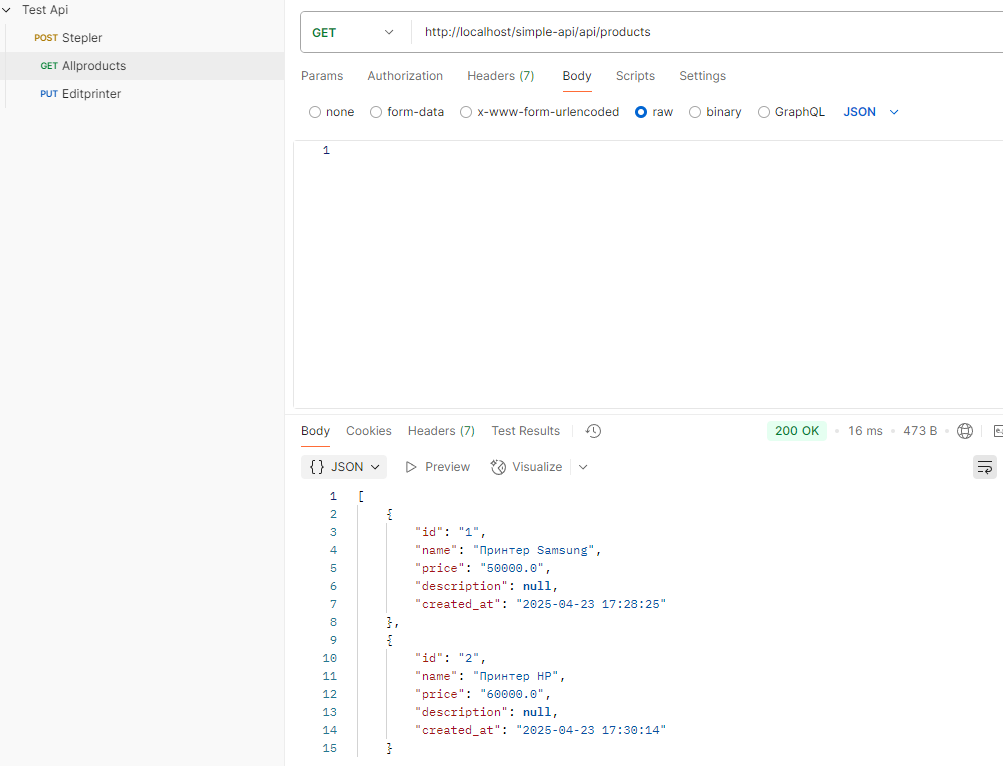 Test Api
POST Stepler
GET Allproducts
PUT Editprinter
GET http://localhost/simple-api/api/products
Params Authorization Headers (7) Body Scripts Settings
none form-data x-www-form-urlencoded raw binary GraphQL JSON
1
Body Cookies Headers (7) Test Results 200 OK • 16 ms • 473 B •
{} JSON Preview Visualize
1 [
2 {
3 "id": "1",
4 "name": "Принтер Samsung",
5 "price": "50000.0",
6 "description": null,
7 "created_at": "2025-04-23 17:28:25"
8 },
9 {
10 "id": "2",
11 "name": "Принтер HP",
12 "price": "60000.0",
13 "description": null,
14 "created_at": "2025-04-23 17:30:14"
15 }